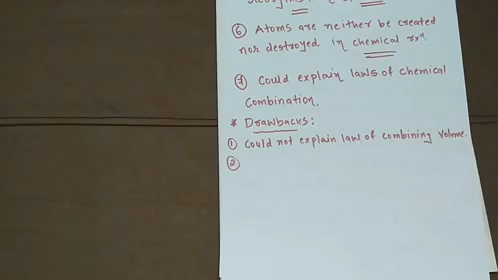 ⑥ Atoms are neither be created
nor destroyed in chemical rxⁿ.
⑦ Could explain laws of chemical
Combination.
* Drawbacks:
① Could not explain law of combining volume.
②